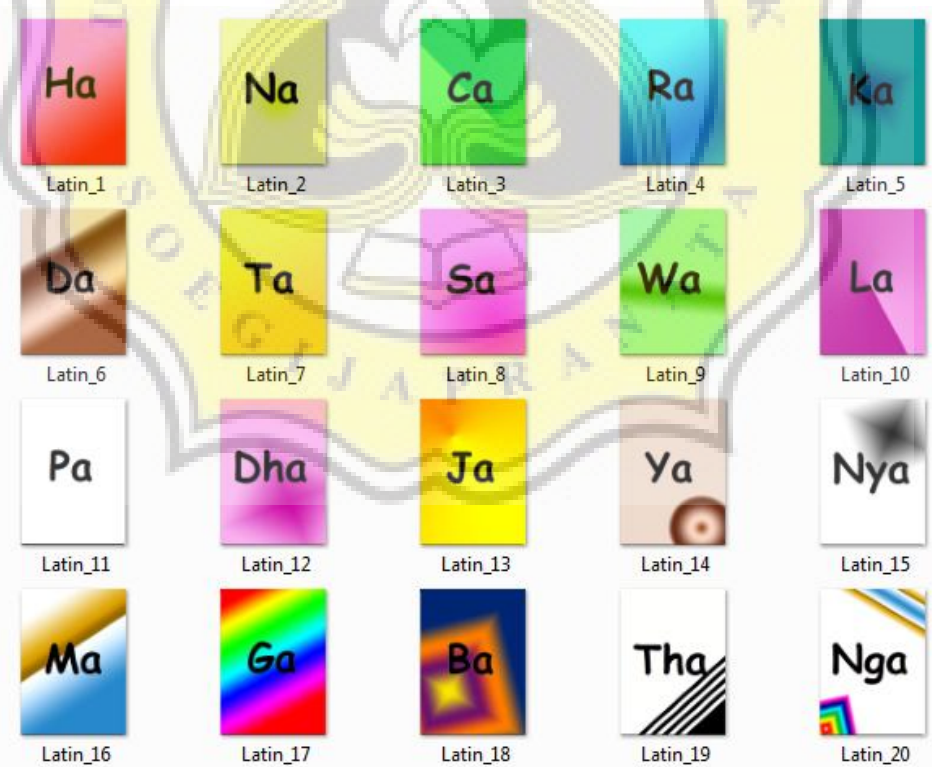 Ha Na Ca Ra Ka
Latin_1 Latin_2 Latin_3 Latin_4 Latin_5
Da Ta Sa Wa La
Latin_6 Latin_7 Latin_8 Latin_9 Latin_10
Pa Dha Ja Ya Nya
Latin_11 Latin_12 Latin_13 Latin_14 Latin_15
Ma Ga Ba Tha Nga
Latin_16 Latin_17 Latin_18 Latin_19 Latin_20